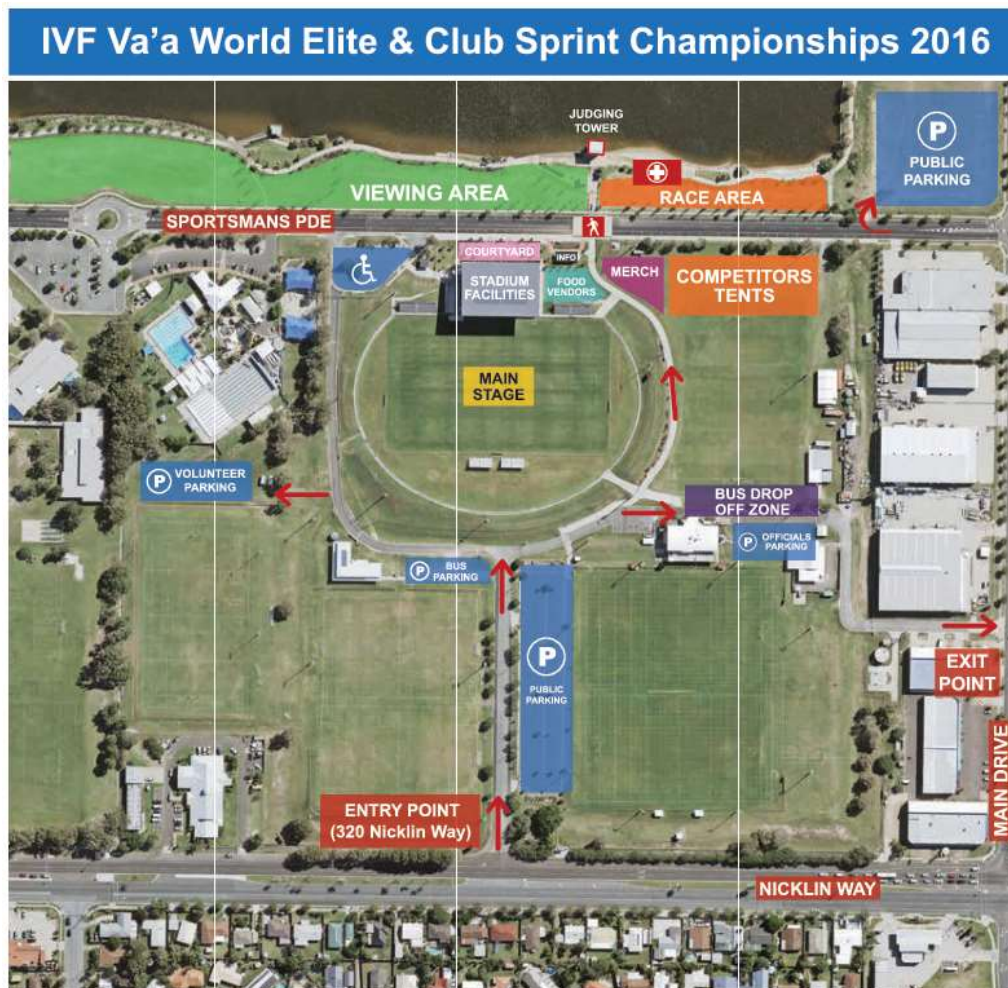 IVF Va'a World Elite & Club Sprint Championships 2016
JUDGING
TOWER
P
PUBLIC
PARKING
VIEWING AREA
RACE AREA
SPORTSMANS PDE
COURTYARD
INFO
STADIUM
FACILITIES
FOOD
VENDORS
MERCH
COMPETITORS
TENTS
MAIN
STAGE
P VOLUNTEER
PARKING
BUS DROP
OFF ZONE
P OFFICIALS
PARKING
P BUS
PARKING
P
PUBLIC
PARKING
EXIT
POINT
MAIN DRIVE
ENTRY POINT
(320 Nicklin Way)
NICKLIN WAY